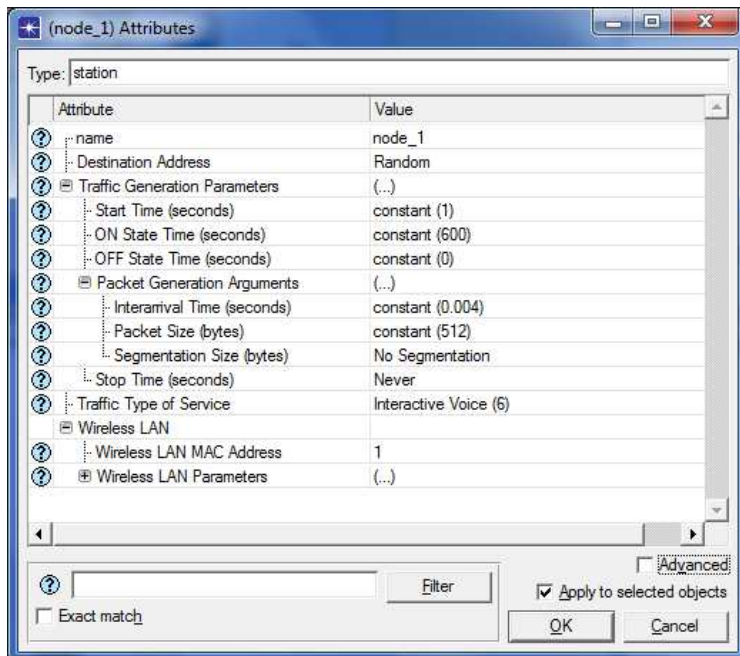 (node_1) Attributes
Type: station
Attribute Value
name node_1
Destination Address Random
Traffic Generation Parameters (...)
Start Time (seconds) constant (1)
ON State Time (seconds) constant (600)
OFF State Time (seconds) constant (0)
Packet Generation Arguments (...)
Interarrival Time (seconds) constant (0.004)
Packet Size (bytes) constant (512)
Segmentation Size (bytes) No Segmentation
Stop Time (seconds) Never
Traffic Type of Service Interactive Voice (6)
Wireless LAN
Wireless LAN MAC Address 1
Wireless LAN Parameters (...)
Advanced
Filter Apply to selected objects
Exact match OK Cancel